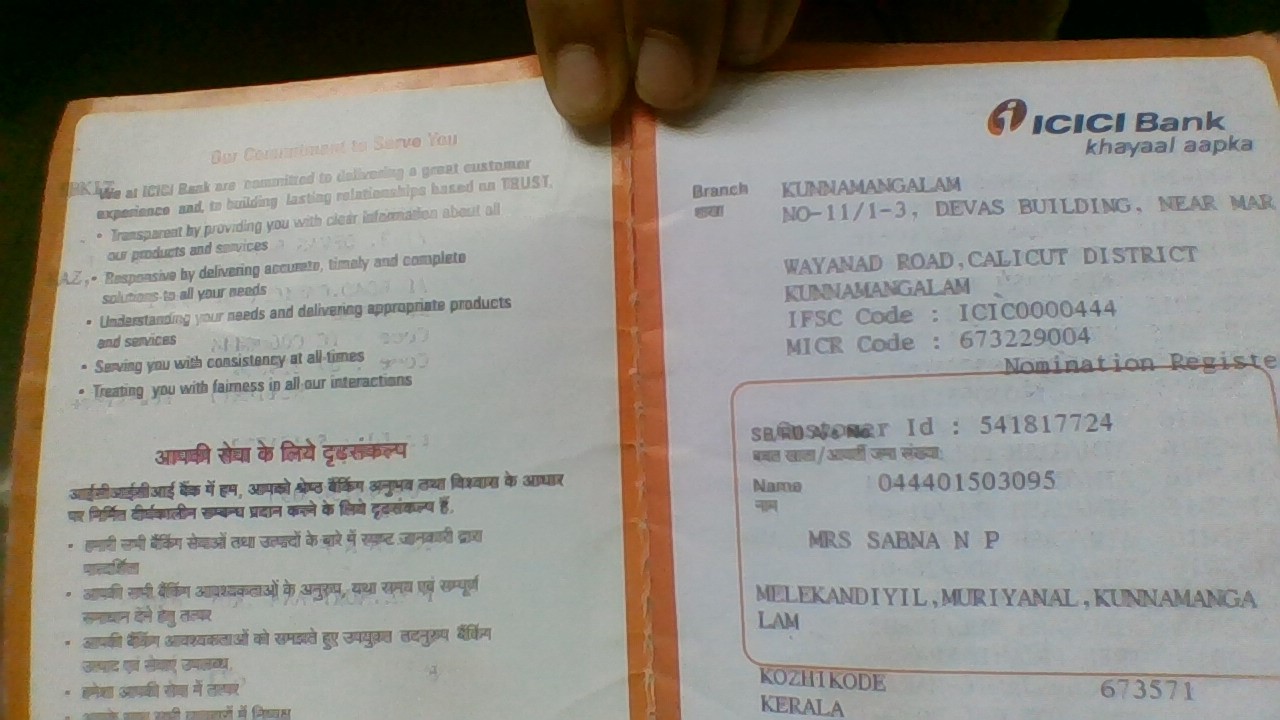 Our Commitment to Serve You
We at ICICI Bank are committed to delivering a great customer
experience and, to building lasting relationships based on TRUST.
• Transparent by providing you with clear information about all
our products and services
AZ,
• Responsive by delivering accurate, timely and complete
solutions to all your needs
• Understanding your needs and delivering appropriate products
and services
• Serving you with consistency at all times
• Treating you with fairness in all our interactions
आपकी सेवा के लिये दृढ़संकल्प
आईसीआईसीआई बैंक में हम, आपको श्रेष्ठ बैंकिंग अनुभव तथा विश्वास के आधार
पर निर्मित दीर्घकालीन सम्बन्ध प्रदान करने के लिये दृढ़संकल्प हैं.
• हमारी सभी बैंकिंग सेवाओं तथा उत्पादों के बारे में स्पष्ट जानकारी द्वारा
पारदर्शिता
• आपकी सभी बैंकिंग आवश्यकताओं के अनुरूप, यथा समय एवं सम्पूर्ण
समाधान देने हेतु तत्पर
• आपकी बैंकिंग आवश्यकताओं को समझते हुए उपयुक्त तदनुरूप बैंकिंग
उत्पाद एवं सेवाएं उपलब्ध.
• हमेशा आपकी सेवा में तत्पर
ICICI Bank
khayaal aapka
Branch KUNNAMANGALAM
शाखा NO-11/1-3, DEVAS BUILDING, NEAR MAR
WAYANAD ROAD,CALICUT DISTRICT
KUNNAMANGALAM
IFSC Code : ICIC0000444
MICR Code : 673229004
Nomination Registe
Customer Id : 541817724
बचत खाता/आवर्ती जमा संख्या
Name 044401503095
नाम
MRS SABNA N P
MELEKANDIYIL,MURIYANAL,KUNNAMANGA
LAM
KOZHIKODE 673571
KERALA